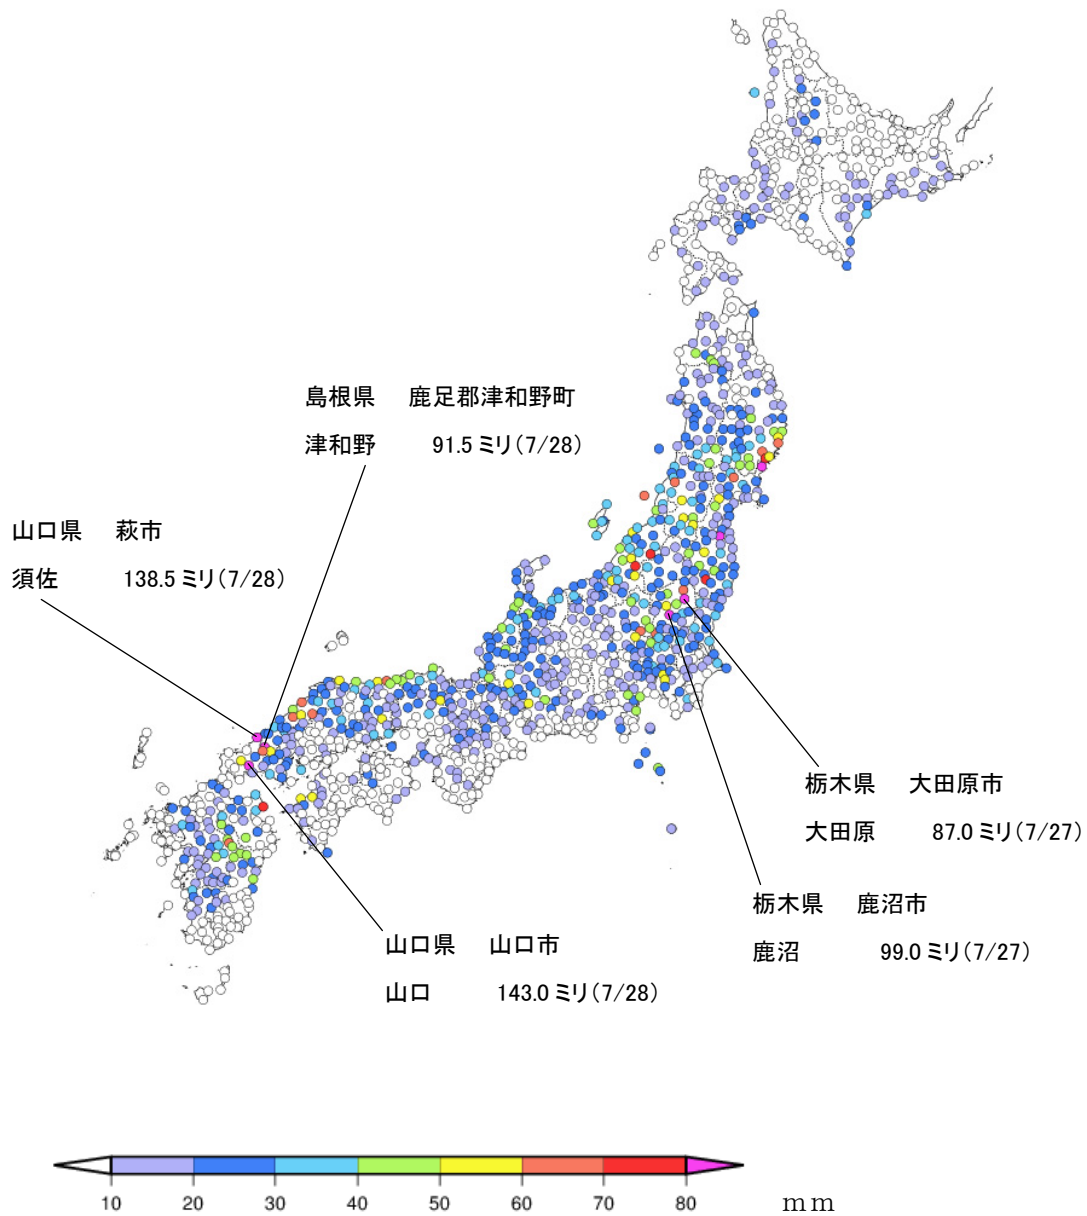 島根県 鹿足郡津和野町
津和野 91.5 ミリ(7/28)
山口県 萩市
須佐 138.5 ミリ(7/28)
栃木県 大田原市
大田原 87.0 ミリ(7/27)
栃木県 鹿沼市
鹿沼 99.0 ミリ(7/27)
山口県 山口市
山口 143.0 ミリ(7/28)
10 20 30 40 50 60 70 80 mm